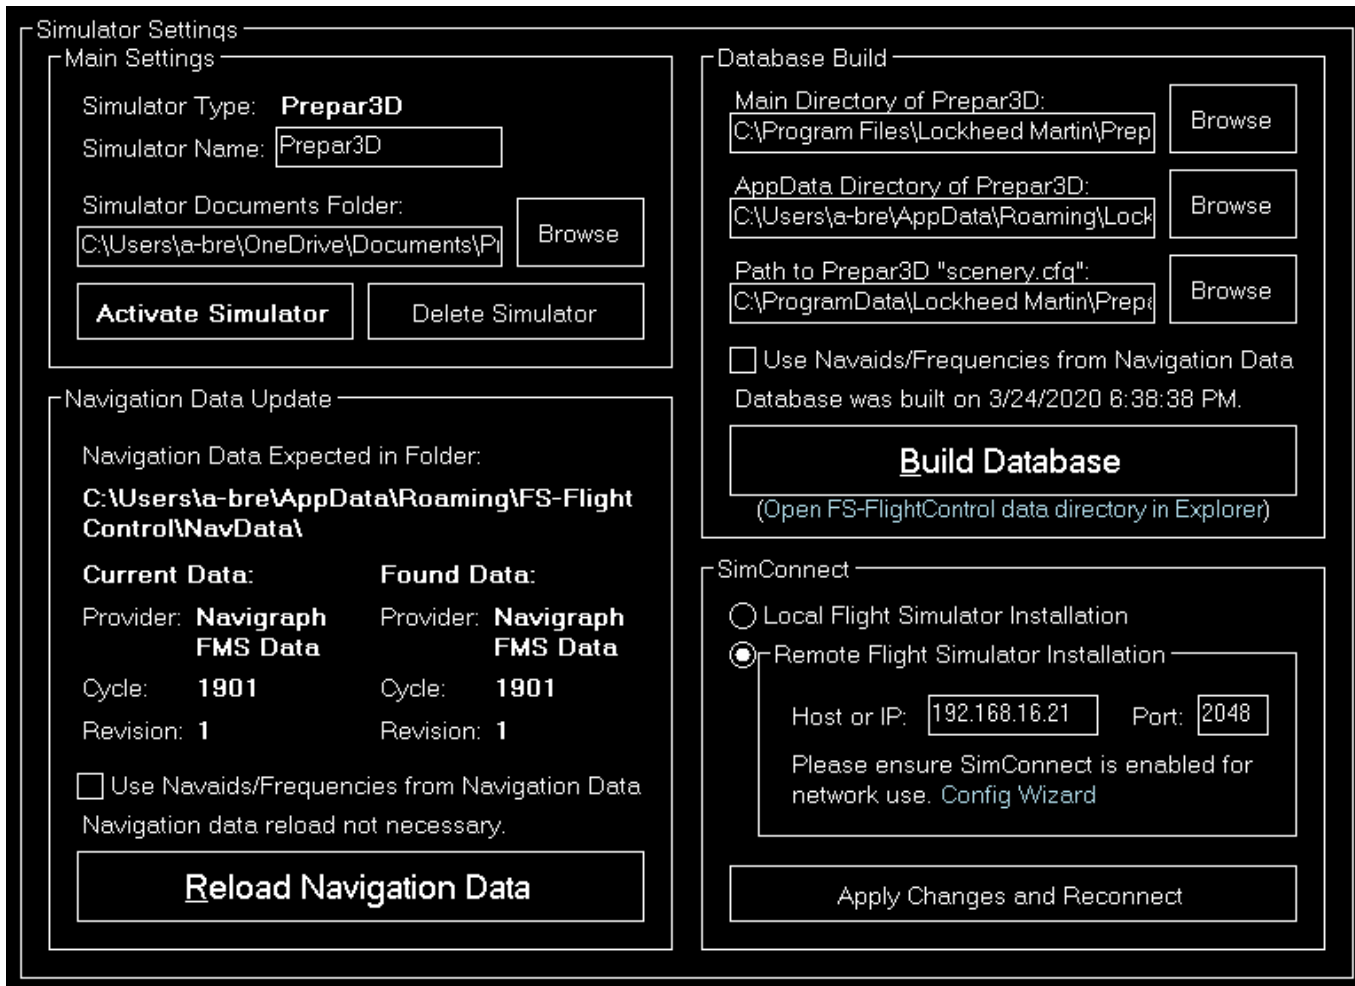 Simulator Settings
Main Settings
Simulator Type: Prepar3D
Simulator Name: Prepar3D
Simulator Documents Folder:
C:\Users\a-bre\OneDrive\Documents\Pr
Browse
Activate Simulator
Delete Simulator
Navigation Data Update
Navigation Data Expected in Folder:
C:\Users\a-bre\AppData\Roaming\FS-Flight
Control\NavData\
Current Data: Found Data:
Provider: Navigraph Provider: Navigraph
FMS Data FMS Data
Cycle: 1901 Cycle: 1901
Revision: 1 Revision: 1
Use Navaids/Frequencies from Navigation Data
Navigation data reload not necessary.
Reload Navigation Data
Database Build
Main Directory of Prepar3D:
C:\Program Files\Lockheed Martin\Prep
Browse
AppData Directory of Prepar3D:
C:\Users\a-bre\AppData\Roaming\Lock
Browse
Path to Prepar3D "scenery.cfg":
C:\ProgramData\Lockheed Martin\Prepa
Browse
Use Navaids/Frequencies from Navigation Data
Database was built on 3/24/2020 6:38:38 PM.
Build Database
(Open FS-FlightControl data directory in Explorer)
SimConnect
Local Flight Simulator Installation
Remote Flight Simulator Installation
Host or IP: 192.168.16.21 Port: 2048
Please ensure SimConnect is enabled for
network use. Config Wizard
Apply Changes and Reconnect